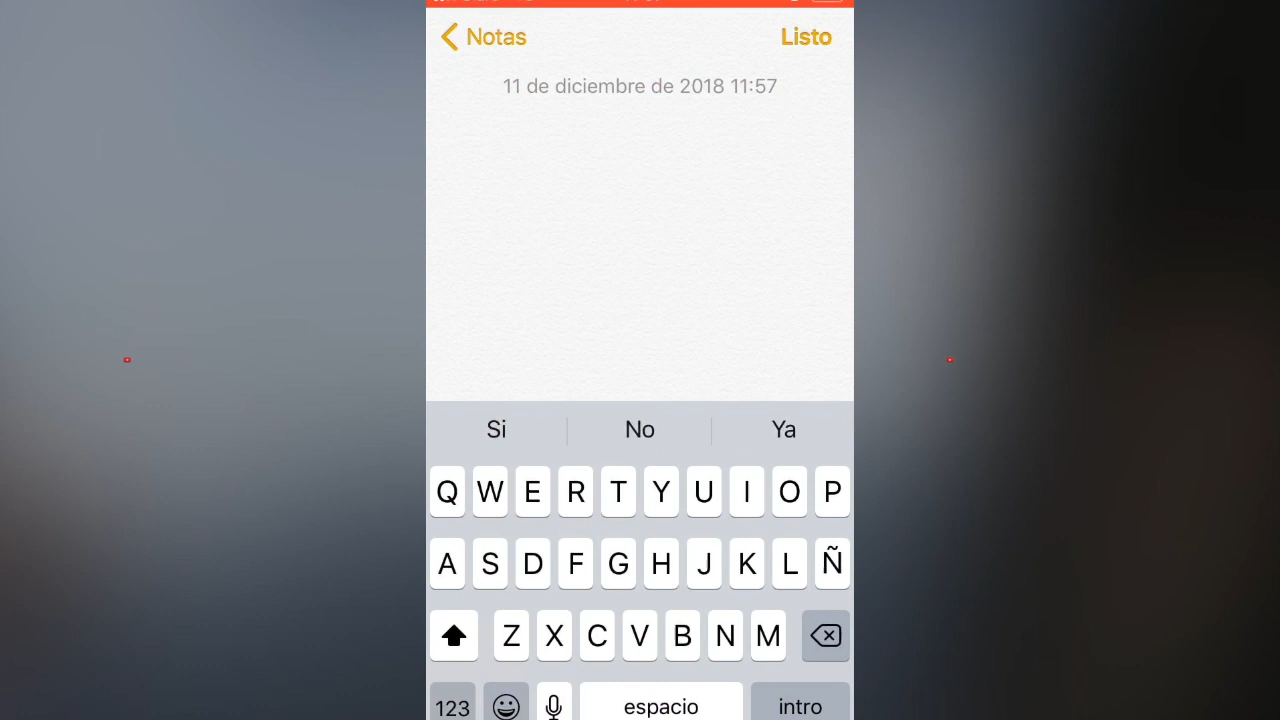 Notas Listo
11 de diciembre de 2018 11:57
Si No Ya
Q W E R T Y U I O P
A S D F G H J K L Ñ
Z X C V B N M
123 espacio intro